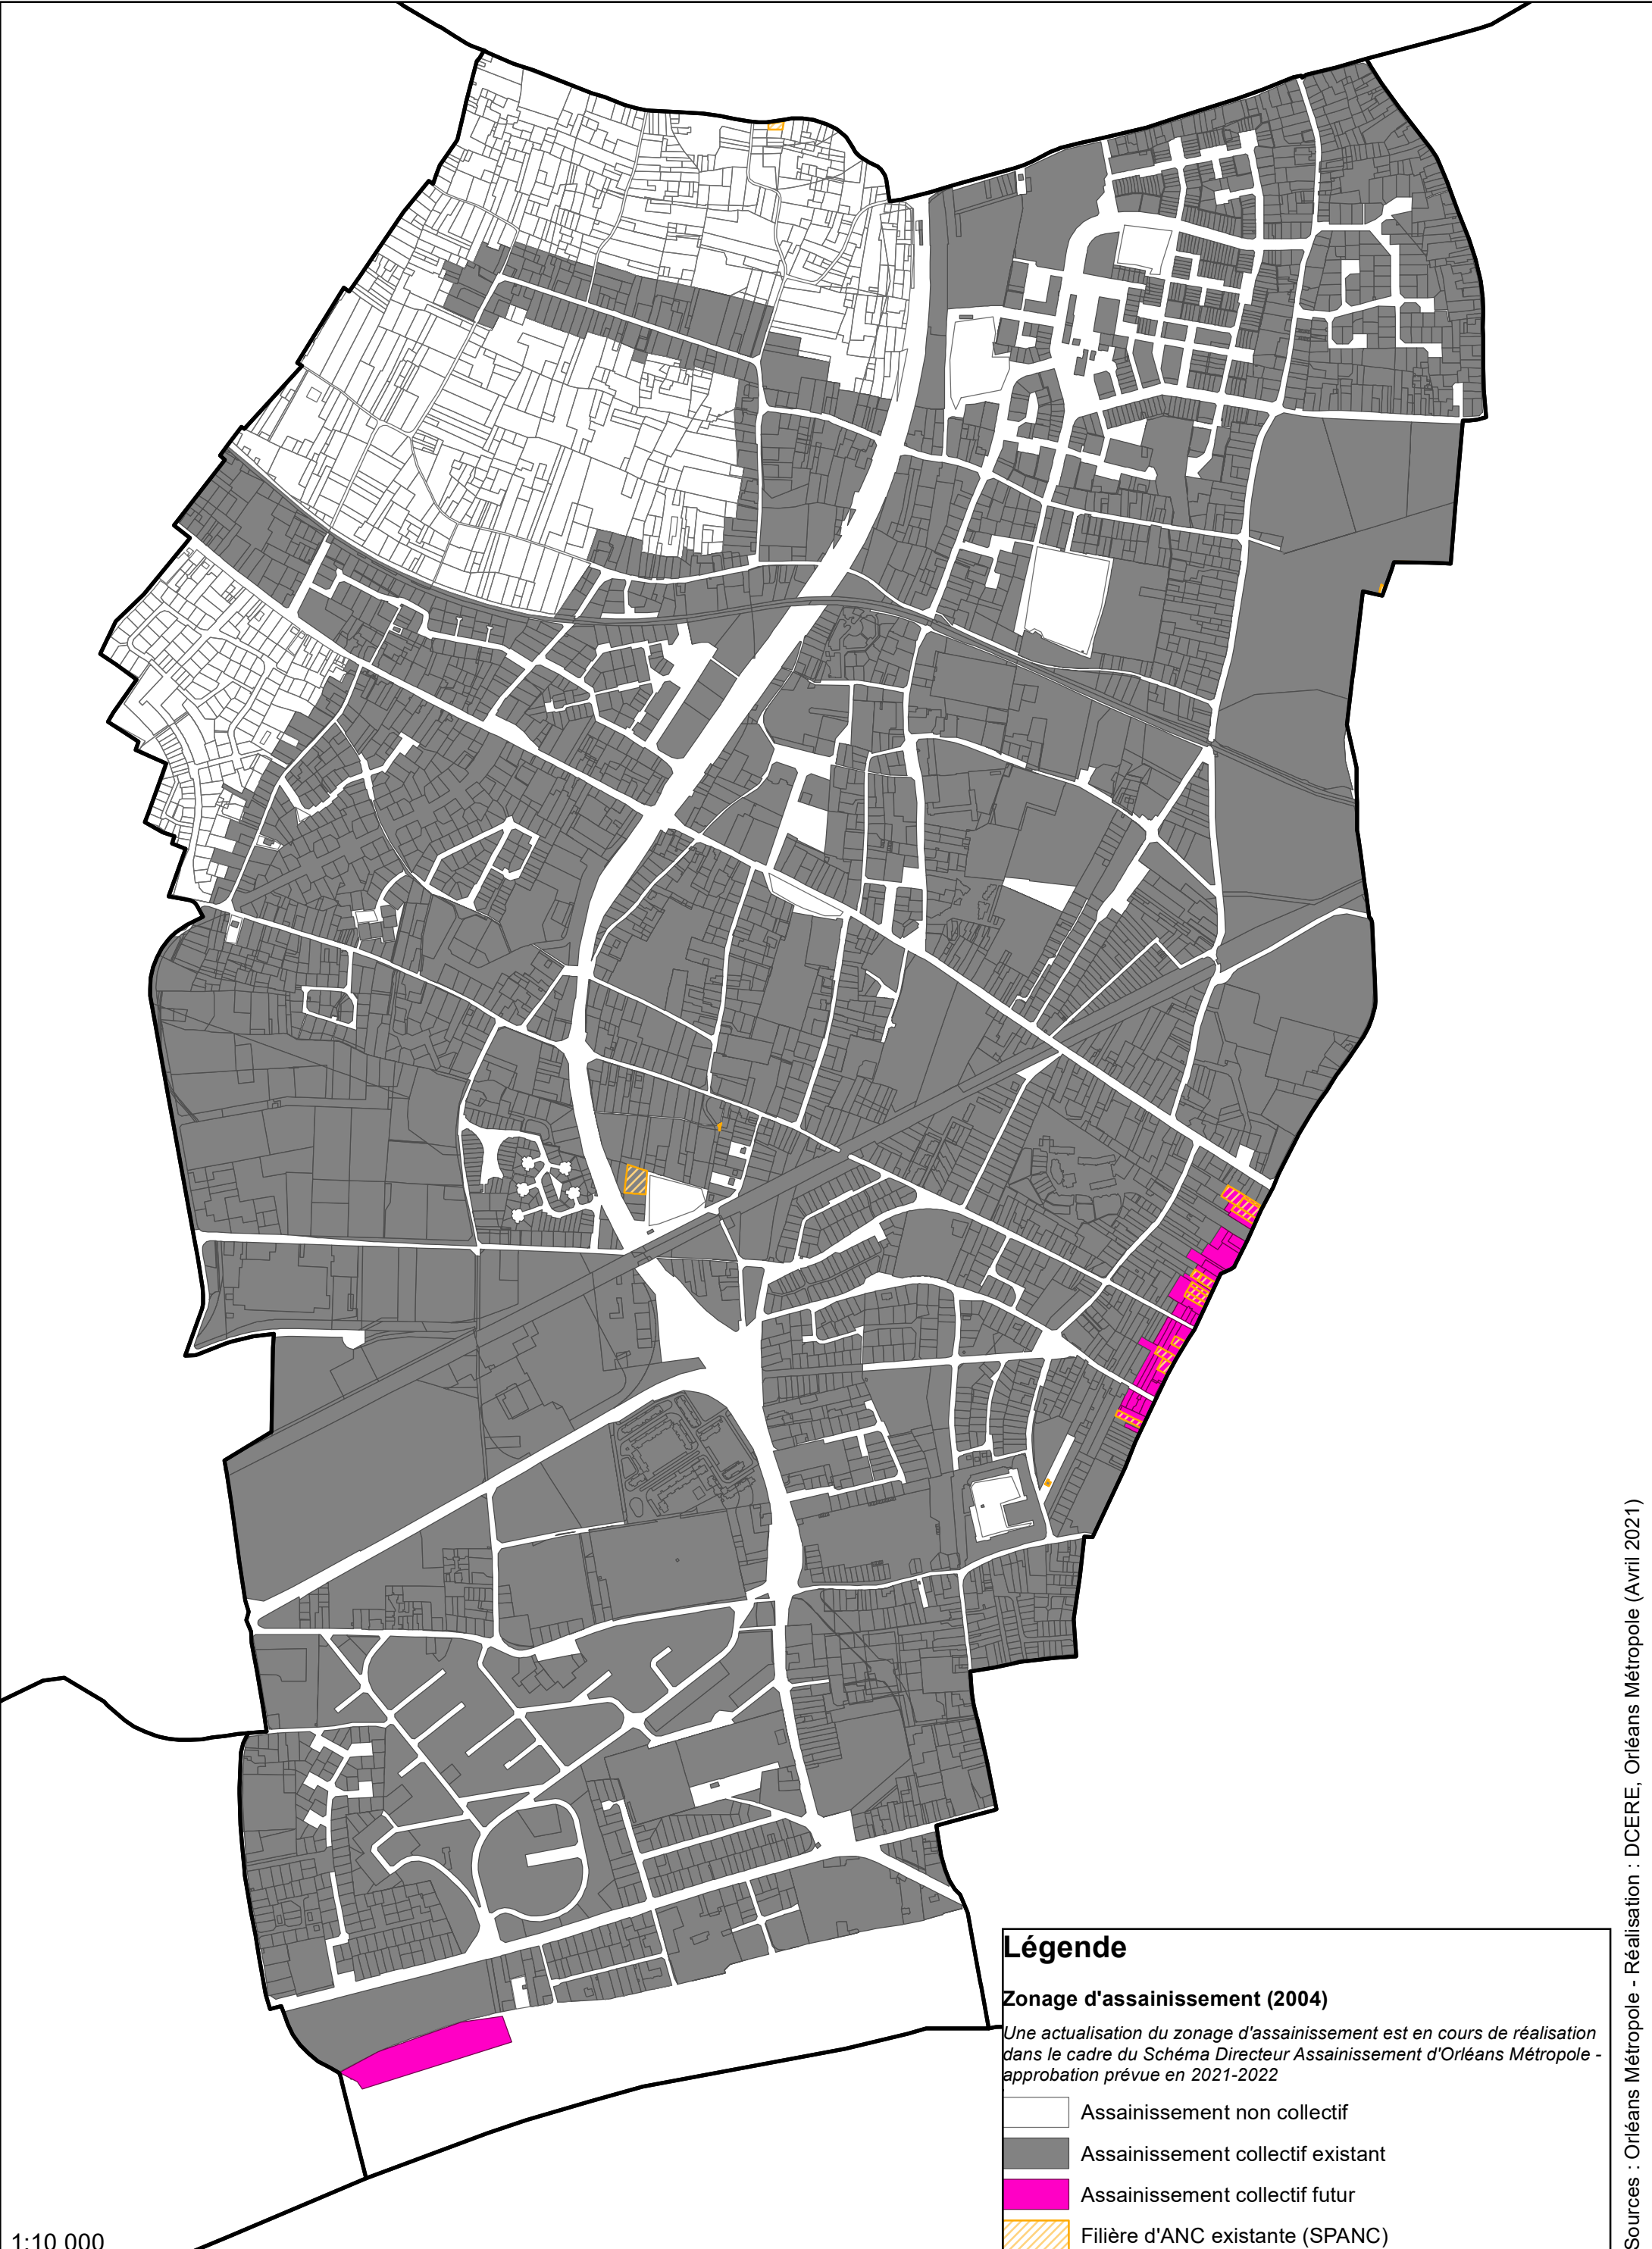 Légende
Zonage d'assainissement (2004)
Une actualisation du zonage d'assainissement est en cours de réalisation
dans le cadre du Schéma Directeur Assainissement d'Orléans Métropole -
approbation prévue en 2021-2022
Assainissement non collectif
Assainissement collectif existant
Assainissement collectif futur
Filière d'ANC existante (SPANC)
1:10 000
Sources : Orléans Métropole - Réalisation : DCERE, Orléans Métropole (Avril 2021)